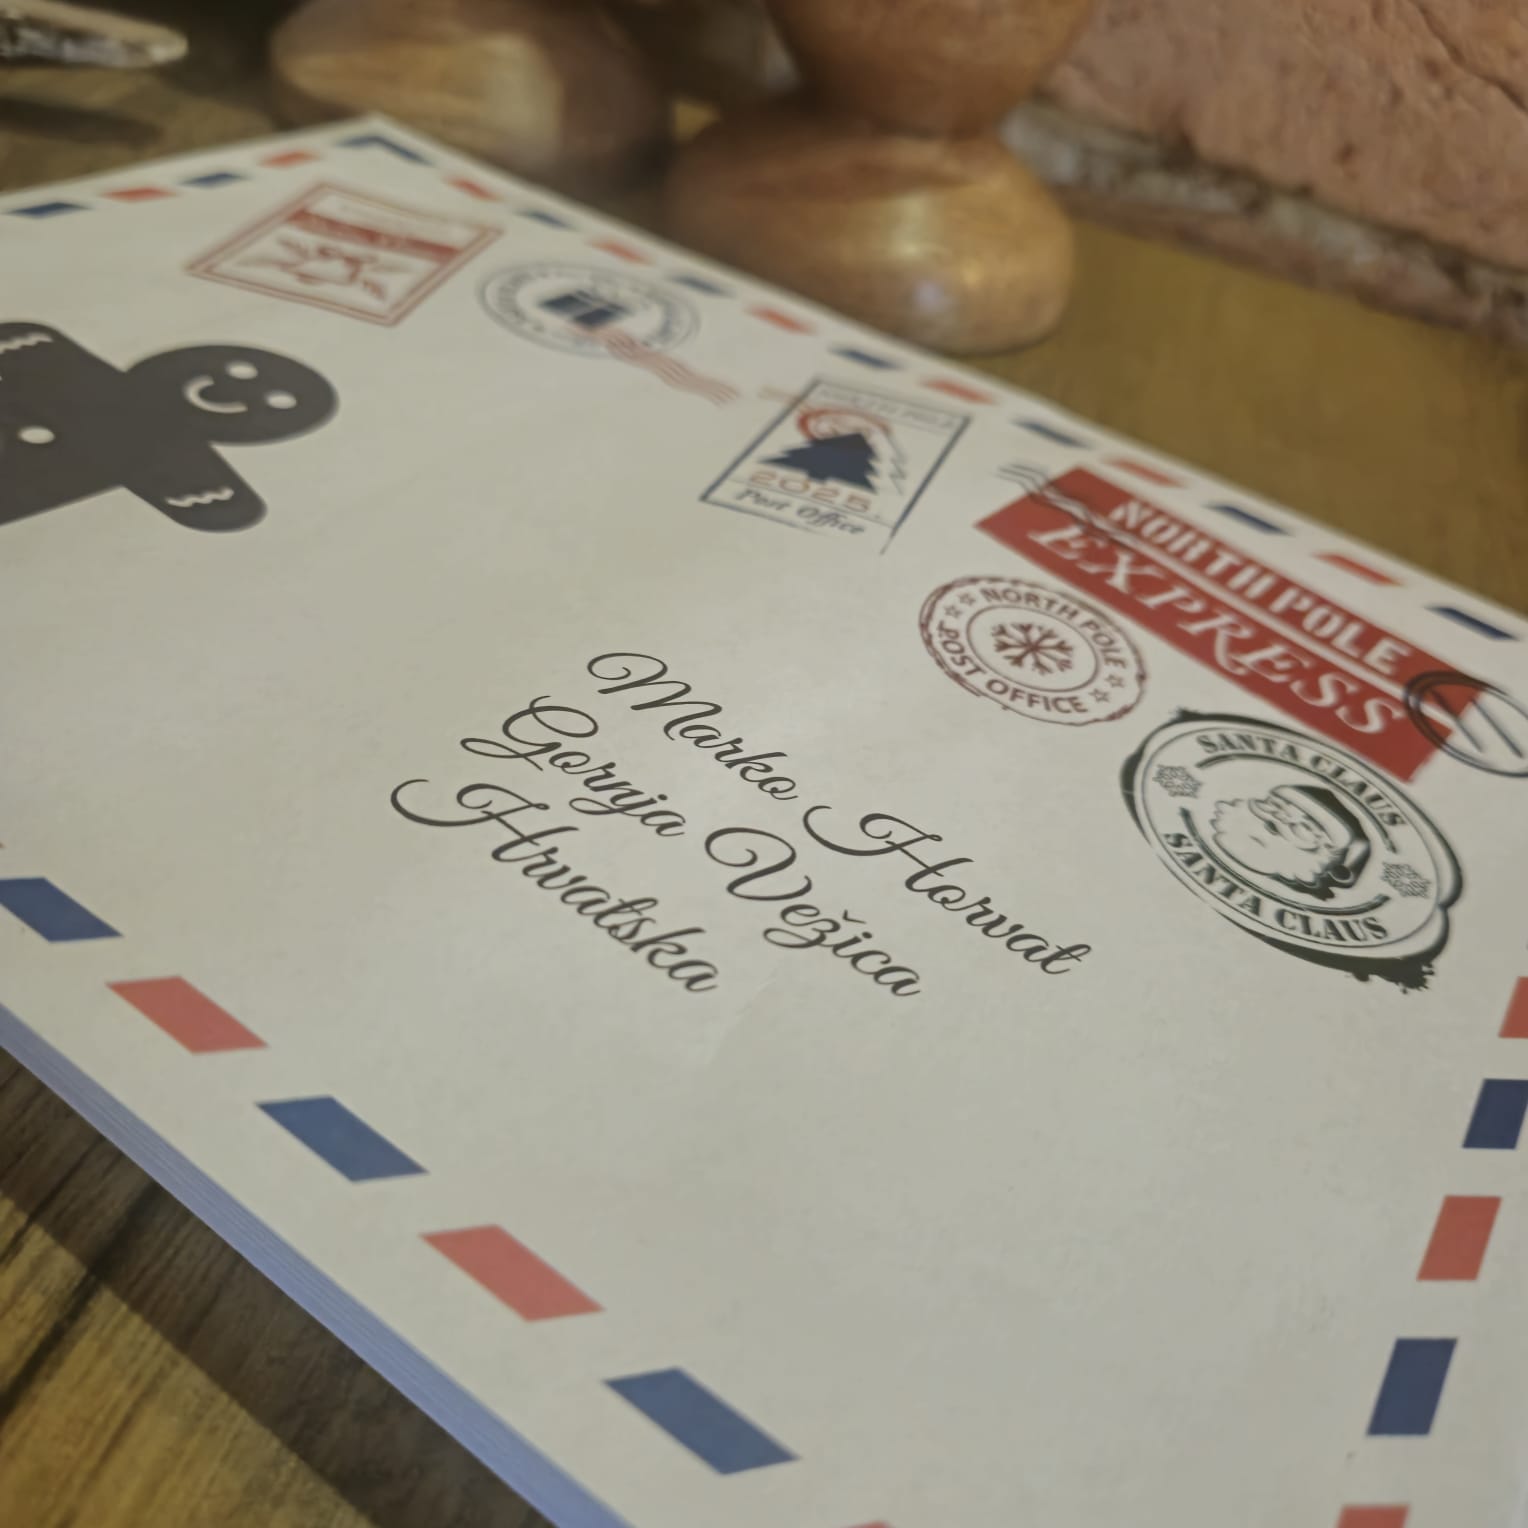 2025.
Post Office
NORTH POLE
EXPRESS
NORTH POLE
POST OFFICE
SANTA CLAUS
SANTA CLAUS
Marko Horvat
Gornja Vežica
Hrvatska